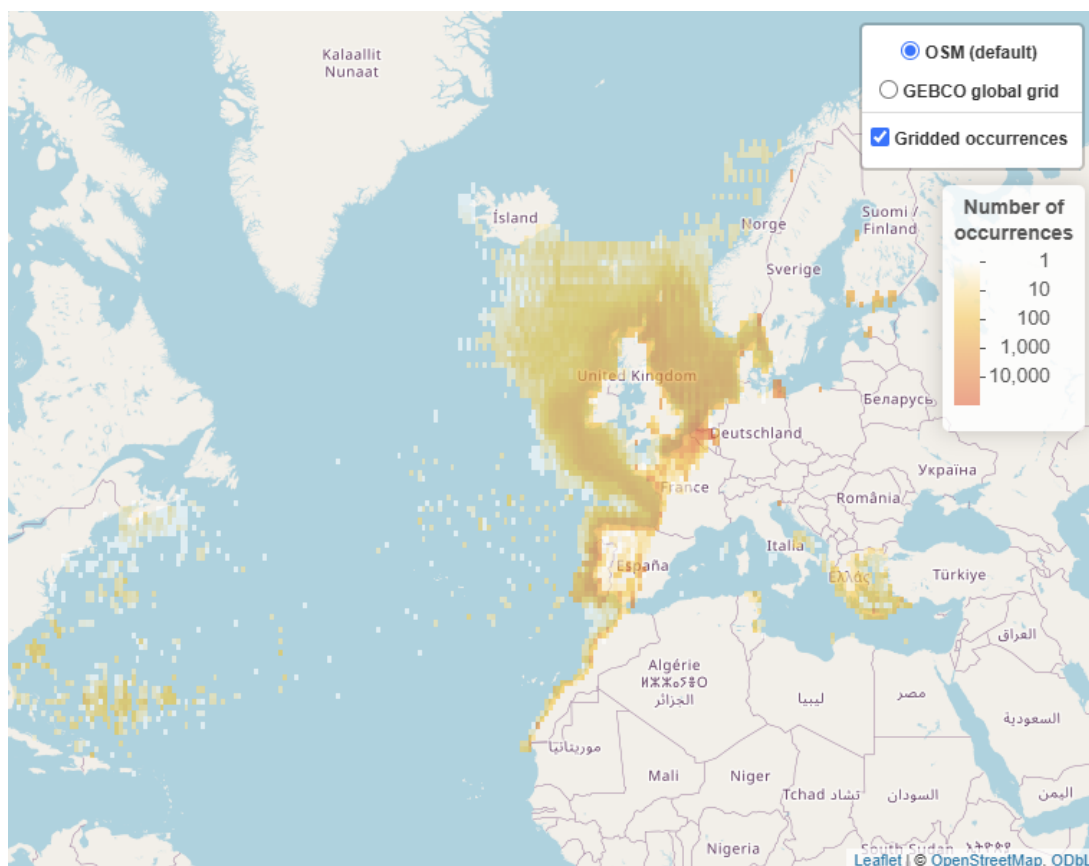 Kalaallit
Nunaat
OSM (default)
GEBCO global grid
Gridded occurrences
Number of
occurrences
1
10
100
1,000
10,000
Ísland
Norge
Suomi /
Finland
Sverige
United Kingdom
Беларусь
Deutschland
Україна
France
România
Italia
España
Ελλάς
Türkiye
العراق
Algérie
ⵍⵣⵣⴰⵢⴻⵔ
الجزائر
ليبيا
مصر
السعودية
موريتانيا
Mali
Niger
Tchad تشاد
السودان
اليمن
Nigeria
South Sudan
Leaflet | © OpenStreetMap, ODbL